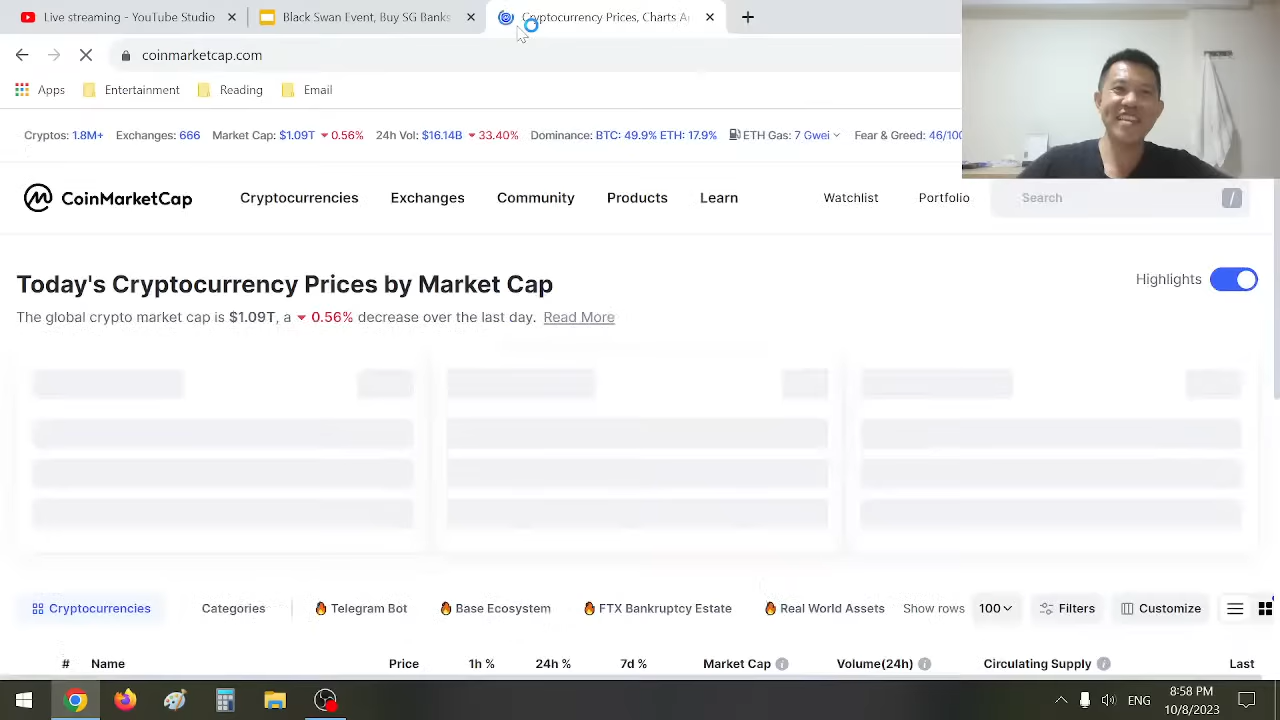 Live streaming - YouTube Studio
Black Swan Event, Buy SG Banks
Cryptocurrency Prices, Charts A
coinmarketcap.com
Apps Entertainment Reading Email
Cryptos: 1.8M+ Exchanges: 666 Market Cap: $1.09T 0.56% 24h Vol: $16.14B 33.40% Dominance: BTC: 49.9% ETH: 17.9% ETH Gas: 7 Gwei Fear & Greed: 46/100
CoinMarketCap Cryptocurrencies Exchanges Community Products Learn Watchlist Portfolio Search /
Today's Cryptocurrency Prices by Market Cap
Highlights
The global crypto market cap is $1.09T, a 0.56% decrease over the last day. Read More
Cryptocurrencies Categories Telegram Bot Base Ecosystem FTX Bankruptcy Estate Real World Assets Show rows 100 Filters Customize
# Name Price 1h % 24h % 7d % Market Cap Volume(24h) Circulating Supply Last
ENG
8:58 PM
10/8/2023